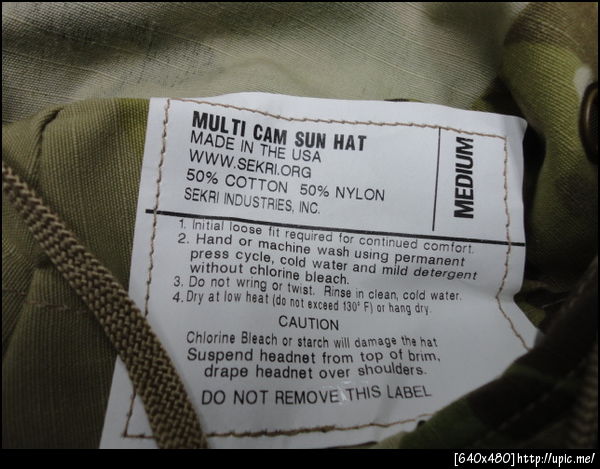 MULTI CAM SUN HAT
MADE IN THE USA
WWW.SEKRI.ORG
50% COTTON 50% NYLON
SEKRI INDUSTRIES, INC.
MEDIUM
1. Initial loose fit required for continued comfort.
2. Hand or machine wash using permanent
press cycle, cold water and mild detergent
without chlorine bleach.
3. Do not wring or twist. Rinse in clean, cold water.
4. Dry at low heat (do not exceed 130° F) or hang dry.
CAUTION
Chlorine Bleach or starch will damage the hat
Suspend headnet from top of brim,
drape headnet over shoulders.
DO NOT REMOVE THIS LABEL
[640x480]http://upic.me/